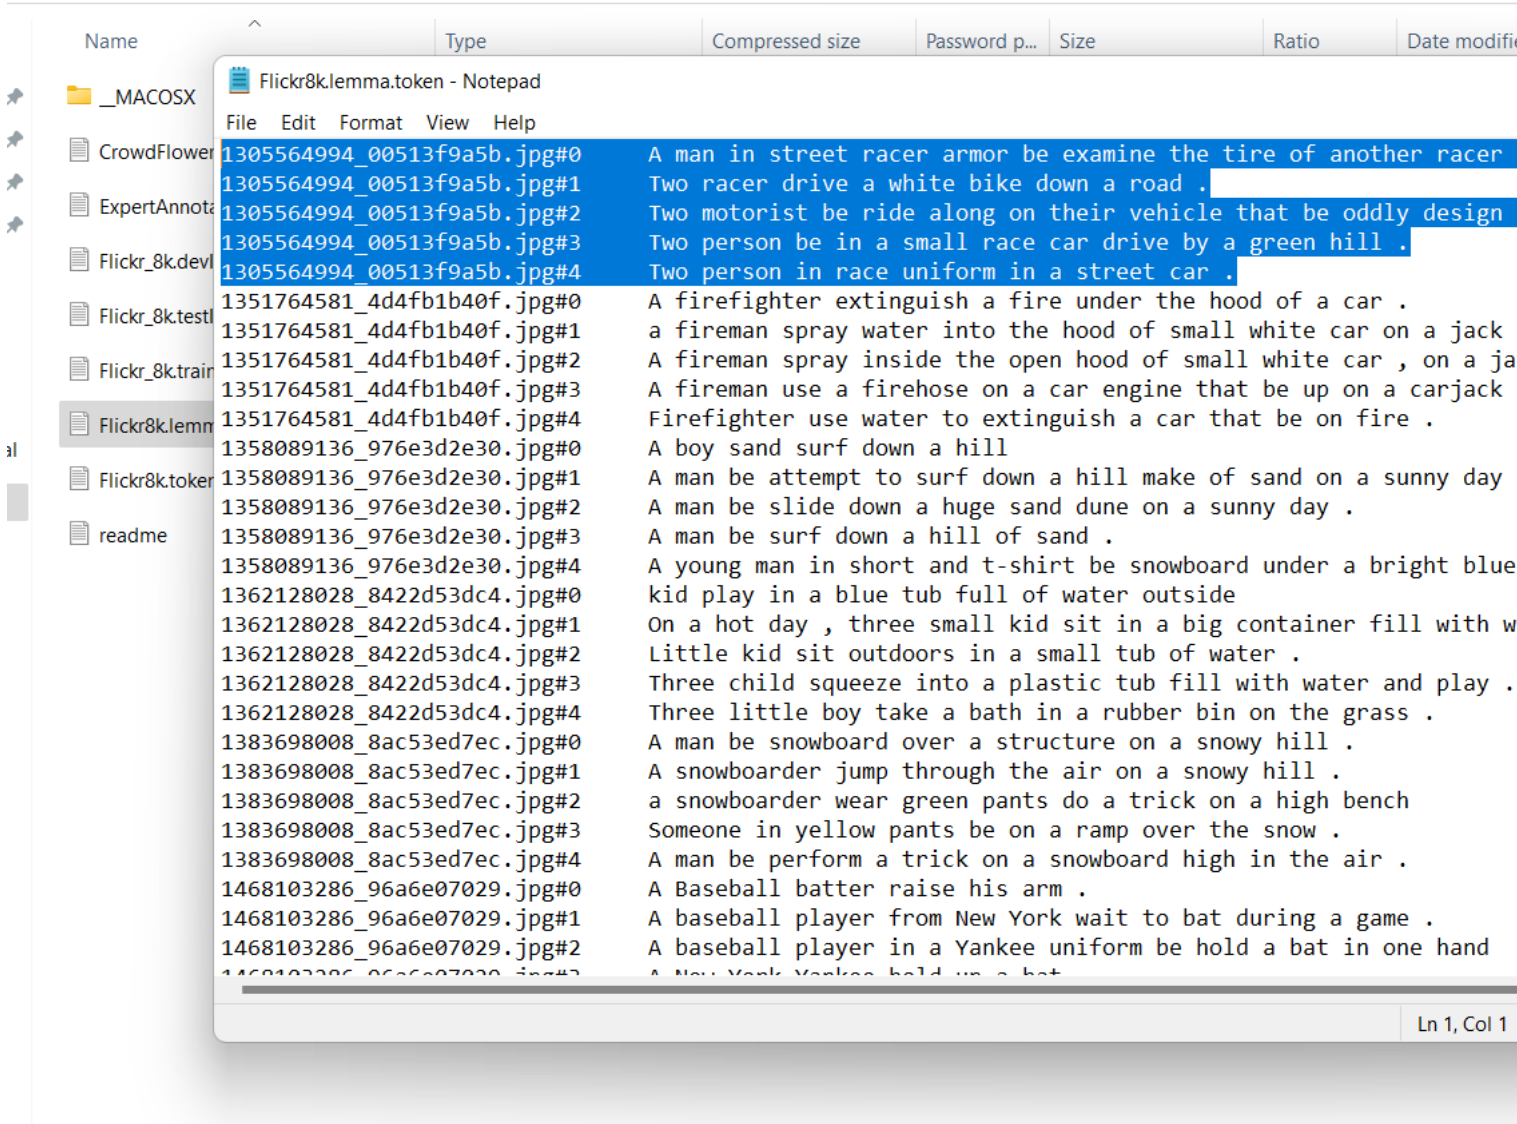 Name Type Compressed size Password p... Size Ratio Date modifie
__MACOSX
CrowdFlower
ExpertAnnota
Flickr_8k.devI
Flickr_8k.testI
Flickr_8k.train
Flickr8k.lemm
Flickr8k.token
readme
al
Flickr8k.lemma.token - Notepad
File Edit Format View Help
1305564994_00513f9a5b.jpg#0 A man in street racer armor be examine the tire of another racer
1305564994_00513f9a5b.jpg#1 Two racer drive a white bike down a road .
1305564994_00513f9a5b.jpg#2 Two motorist be ride along on their vehicle that be oddly design
1305564994_00513f9a5b.jpg#3 Two person be in a small race car drive by a green hill .
1305564994_00513f9a5b.jpg#4 Two person in race uniform in a street car .
1351764581_4d4fb1b40f.jpg#0 A firefighter extinguish a fire under the hood of a car .
1351764581_4d4fb1b40f.jpg#1 a fireman spray water into the hood of small white car on a jack
1351764581_4d4fb1b40f.jpg#2 A fireman spray inside the open hood of small white car , on a ja
1351764581_4d4fb1b40f.jpg#3 A fireman use a firehose on a car engine that be up on a carjack
1351764581_4d4fb1b40f.jpg#4 Firefighter use water to extinguish a car that be on fire .
1358089136_976e3d2e30.jpg#0 A boy sand surf down a hill
1358089136_976e3d2e30.jpg#1 A man be attempt to surf down a hill make of sand on a sunny day
1358089136_976e3d2e30.jpg#2 A man be slide down a huge sand dune on a sunny day .
1358089136_976e3d2e30.jpg#3 A man be surf down a hill of sand .
1358089136_976e3d2e30.jpg#4 A young man in short and t-shirt be snowboard under a bright blue
1362128028_8422d53dc4.jpg#0 kid play in a blue tub full of water outside
1362128028_8422d53dc4.jpg#1 On a hot day , three small kid sit in a big container fill with w
1362128028_8422d53dc4.jpg#2 Little kid sit outdoors in a small tub of water .
1362128028_8422d53dc4.jpg#3 Three child squeeze into a plastic tub fill with water and play .
1362128028_8422d53dc4.jpg#4 Three little boy take a bath in a rubber bin on the grass .
1383698008_8ac53ed7ec.jpg#0 A man be snowboard over a structure on a snowy hill .
1383698008_8ac53ed7ec.jpg#1 A snowboarder jump through the air on a snowy hill .
1383698008_8ac53ed7ec.jpg#2 a snowboarder wear green pants do a trick on a high bench
1383698008_8ac53ed7ec.jpg#3 Someone in yellow pants be on a ramp over the snow .
1383698008_8ac53ed7ec.jpg#4 A man be perform a trick on a snowboard high in the air .
1468103286_96a6e07029.jpg#0 A Baseball batter raise his arm .
1468103286_96a6e07029.jpg#1 A baseball player from New York wait to bat during a game .
1468103286_96a6e07029.jpg#2 A baseball player in a Yankee uniform be hold a bat in one hand
1468103286_96a6e07029.jpg#3 A New York Yankee hold up a bat
Ln 1, Col 1